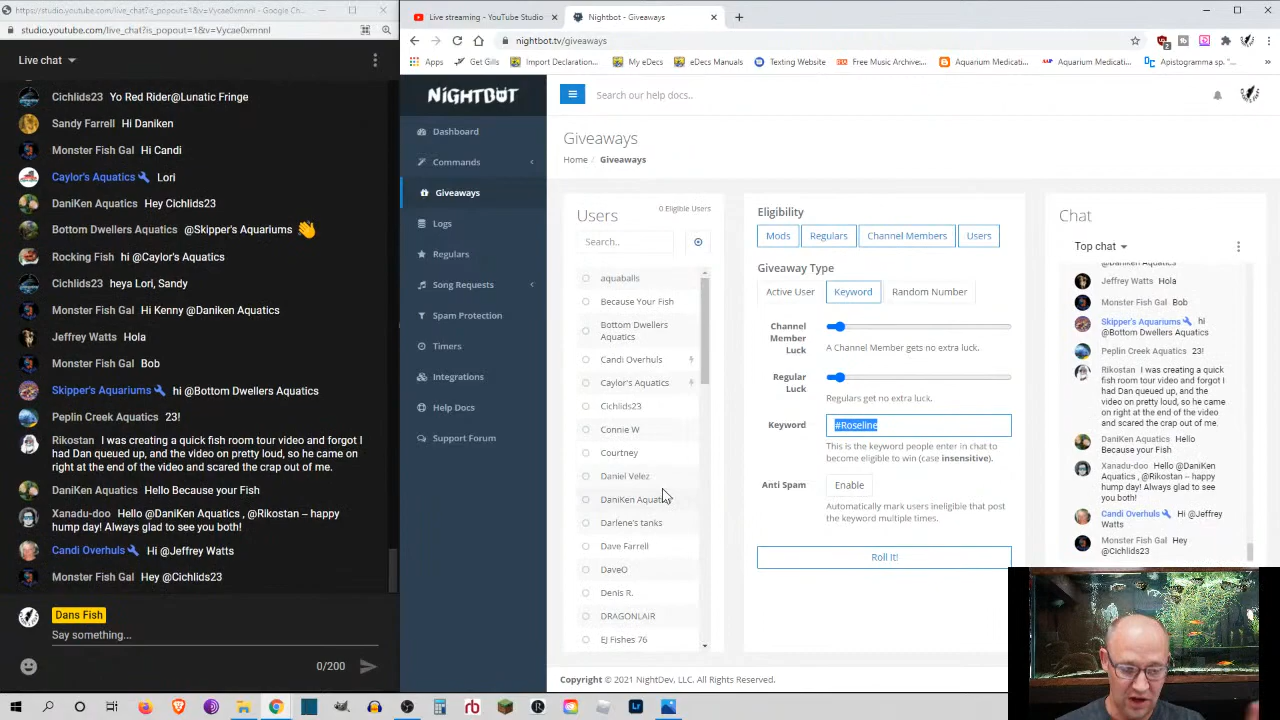 studio.youtube.com/live_chat?is_popout=1&v=Vycae0xmnnI - Google Ch...
studio.youtube.com/live_chat?is_popout=1&v=Vycae0xmnnI
Live chat
Cichlids23 Yo Red Rider@Lunatic Fringe
Sandy Farrell Hi Daniken
Monster Fish Gal Hi Candi
Caylor's Aquatics Lori
DaniKen Aquatics Hey Cichlids23
Bottom Dwellers Aquatics @Skipper's Aquariums 👋
Rocking Fish hi @Caylor's Aquatics
Cichlids23 heya Lori, Sandy
Monster Fish Gal Hi Kenny @Daniken Aquatics
Jeffrey Watts Hola
Monster Fish Gal Bob
Skipper's Aquariums hi @Bottom Dwellers Aquatics
Peplin Creek Aquatics 23!
Rikostan I was creating a quick fish room tour video and forgot I
had Dan queued up, and the video on pretty loud, so he came
on right at the end of the video and scared the crap out of me.
DaniKen Aquatics Hello Because your Fish
Xanadu-doo Hello @DaniKen Aquatics , @Rikostan – happy
hump day! Always glad to see you both!
Candi Overhuls Hi @Jeffrey Watts
Monster Fish Gal Hey @Cichlids23
Dans Fish
Say something...
0/200
Live streaming - YouTube Studio
Nightbot - Giveaways
nightbot.tv/giveaways
Apps
Get Gills
Import Declaration...
My eDecs
eDecs Manuals
Texting Website
Free Music Archive...
Aquarium Medicati...
Aquarium Medicati...
Apistogramma sp. "...
NIGHTBOT
Search our help docs..
Dashboard
Commands
Giveaways
Logs
Regulars
Song Requests
Spam Protection
Timers
Integrations
Help Docs
Support Forum
Giveaways
Home / Giveaways
Users
0 Eligible Users
Search..
aquaballs
Because Your Fish
Bottom Dwellers
Aquatics
Candi Overhuls
Caylor's Aquatics
Cichlids23
Connie W
Courtney
Daniel Velez
DaniKen Aquatics
Darlene's tanks
Dave Farrell
DaveO
Denis R.
DRAGONLAIR
EJ Fishes 76
Eligibility
Mods
Regulars
Channel Members
Users
Giveaway Type
Active User
Keyword
Random Number
Channel
Member
Luck
A Channel Member gets no extra luck.
Regular
Luck
Regulars get no extra luck.
Keyword
#Roseline
This is the keyword people enter in chat to
become eligible to win (case insensitive).
Anti Spam
Enable
Automatically mark users ineligible that post
the keyword multiple times.
Roll It!
Chat
Top chat
@Daniken Aquatics
Jeffrey Watts Hola
Monster Fish Gal Bob
Skipper's Aquariums hi
@Bottom Dwellers Aquatics
Peplin Creek Aquatics 23!
Rikostan I was creating a
quick fish room tour video and
forgot I had Dan queued up,
and the video on pretty loud,
so he came on right at the
end of the video and scared
the crap out of me.
DaniKen Aquatics Hello
Because your Fish
Xanadu-doo Hello @DaniKen
Aquatics , @Rikostan – happy
hump day! Always glad to see
you both!
Candi Overhuls Hi @Jeffrey
Watts
Monster Fish Gal Hey
@Cichlids23
Copyright © 2021 NightDev, LLC. All Rights Reserved.